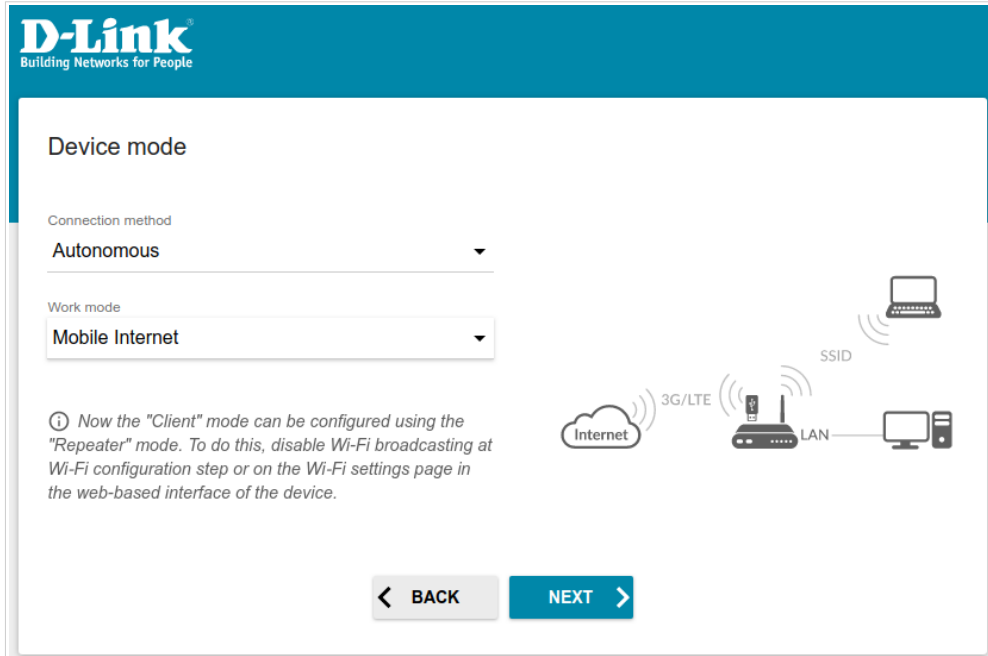 D-Link®
Building Networks for People
Device mode
Connection method
Autonomous
Work mode
Mobile Internet
Now the "Client" mode can be configured using the
"Repeater" mode. To do this, disable Wi-Fi broadcasting at
Wi-Fi configuration step or on the Wi-Fi settings page in
the web-based interface of the device.
SSID
3G/LTE
Internet
LAN
BACK
NEXT